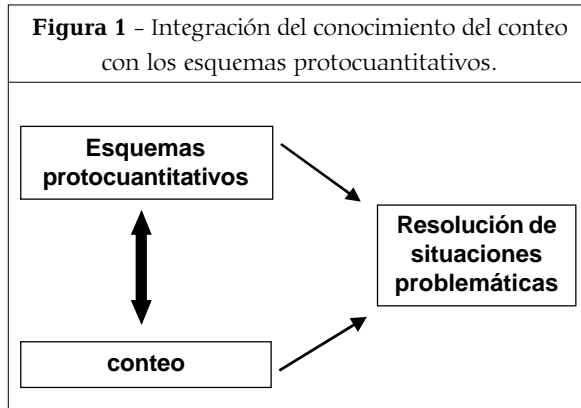 Figura 1 - Integración del conocimiento del conteo
con los esquemas protocuantitativos.
Esquemas
protocuantitativos
Resolución de
situaciones
problemáticas
conteo